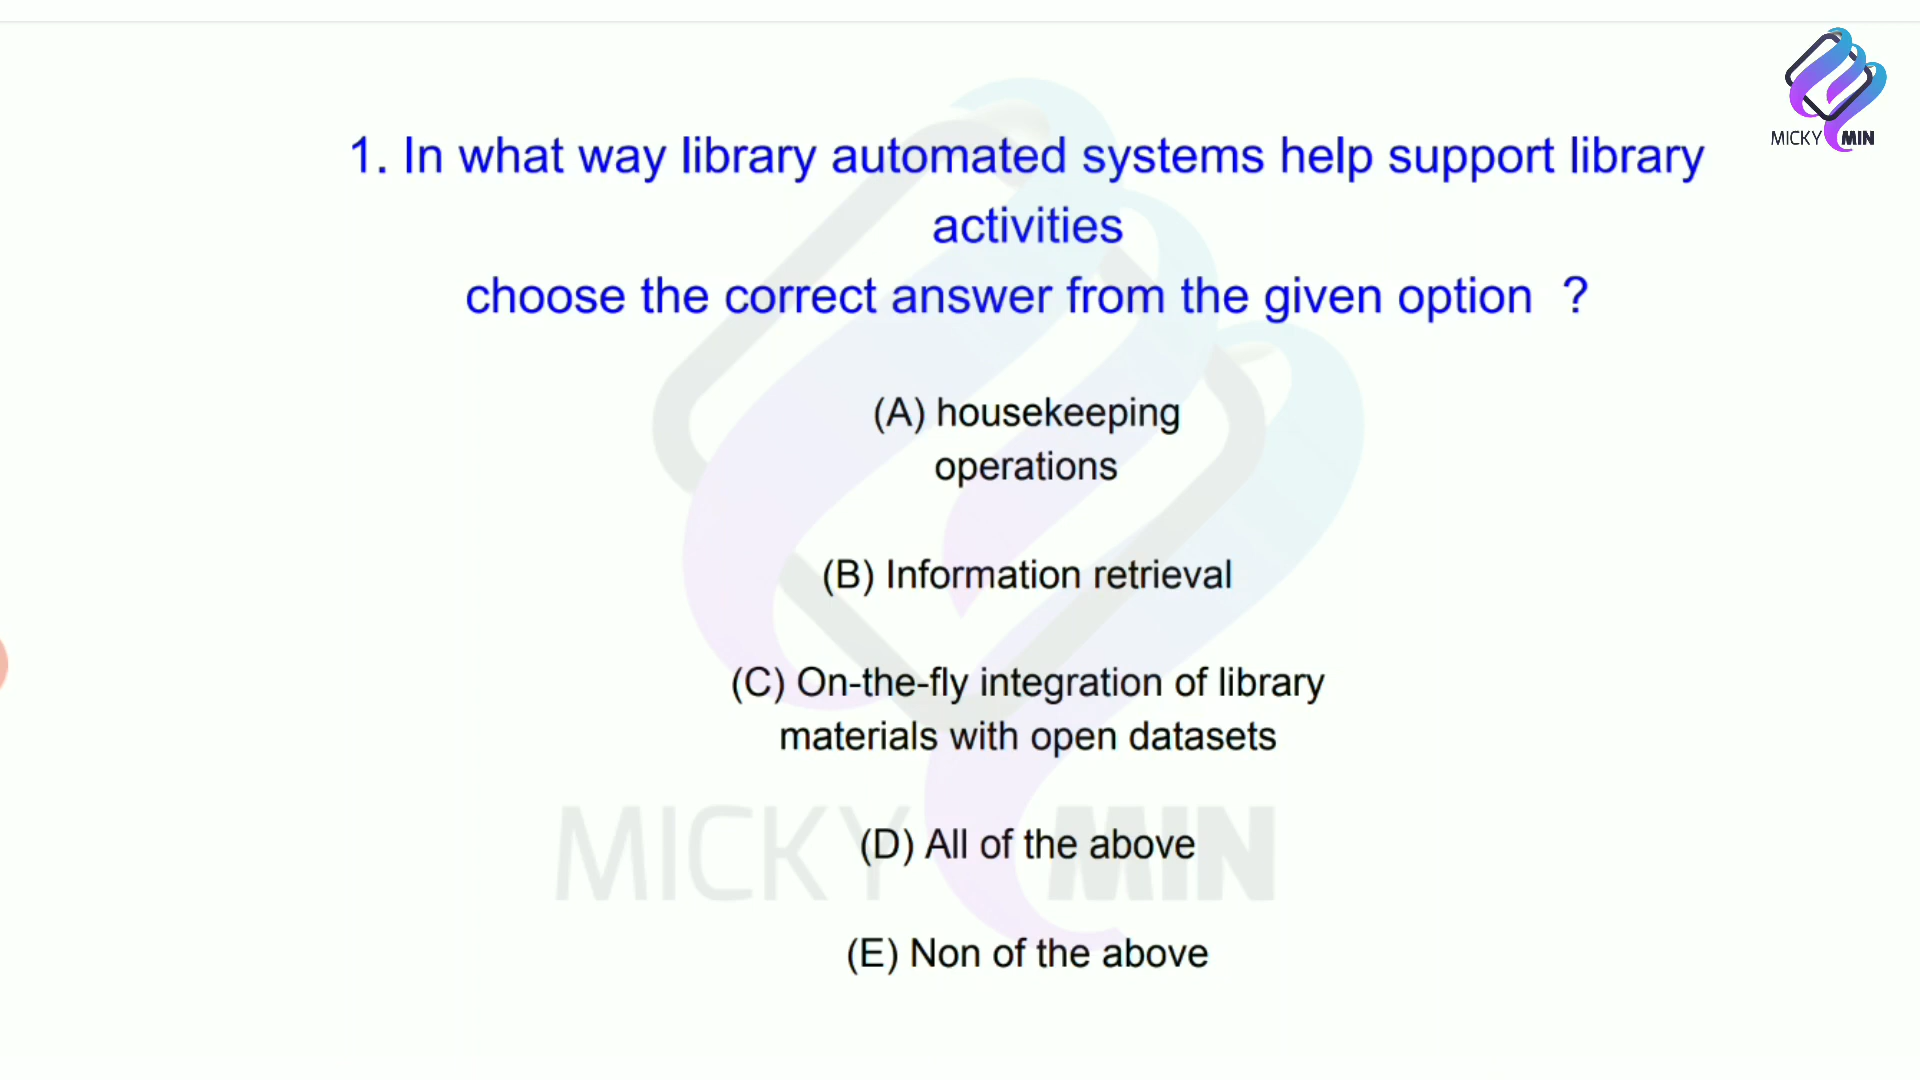 MICKY MIN
1. In what way library automated systems help support library
activities
choose the correct answer from the given option ?
(A) housekeeping
operations
(B) Information retrieval
(C) On-the-fly integration of library
materials with open datasets
(D) All of the above
MICKY MIN
(E) Non of the above